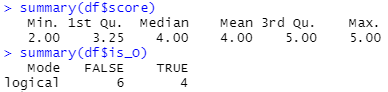 > summary(df$score)
Min. 1st Qu. Median Mean 3rd Qu. Max.
2.00 3.25 4.00 4.00 5.00 5.00
> summary(df$is_O)
Mode FALSE TRUE
logical 6 4